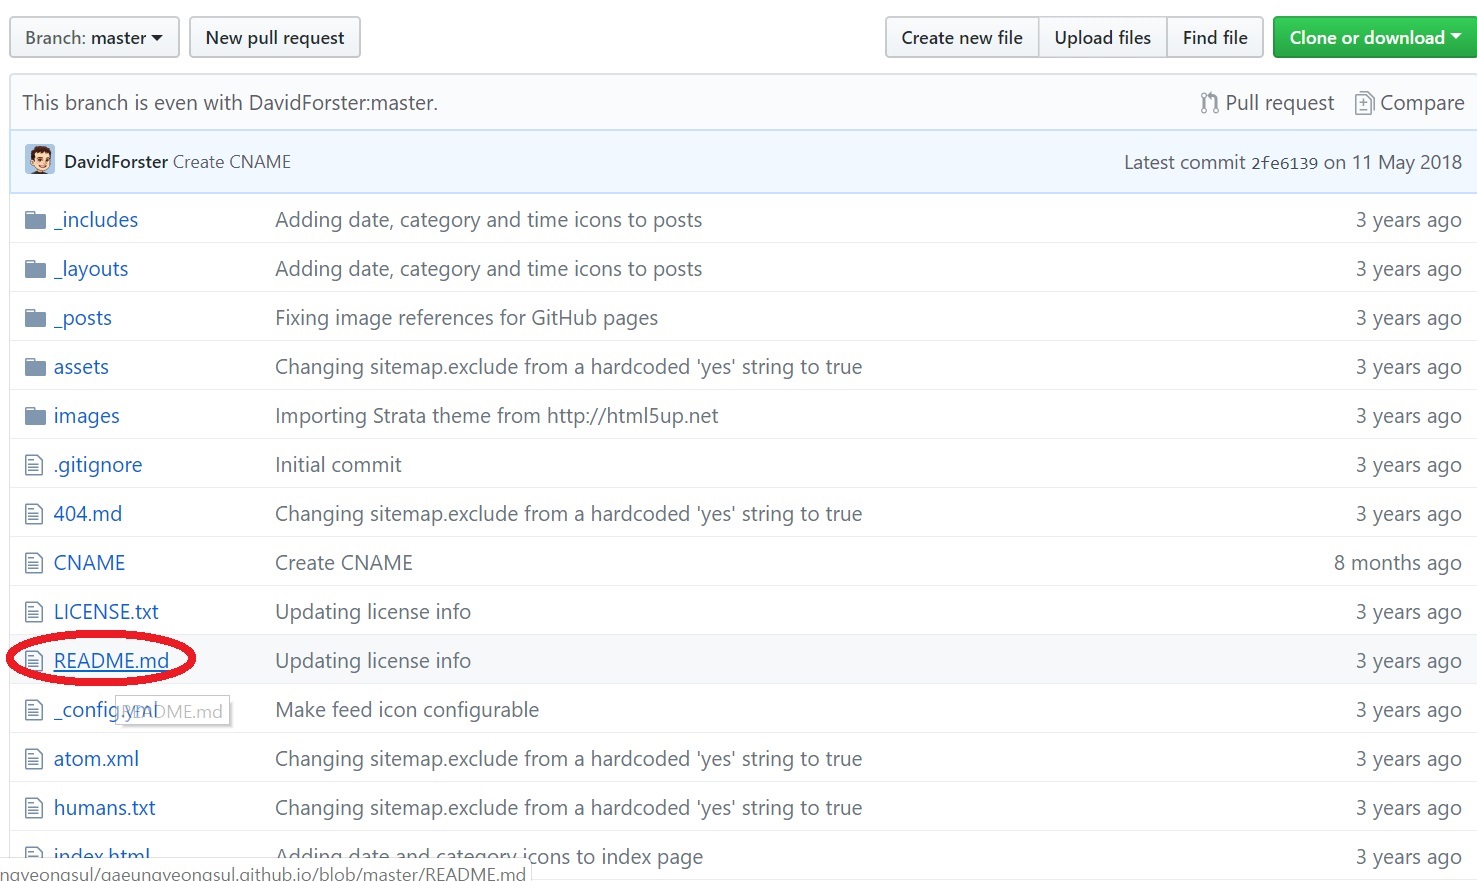 Branch: master New pull request Create new file Upload files Find file Clone or download
This branch is even with DavidForster:master. Pull request Compare
DavidForster Create CNAME Latest commit 2fe6139 on 11 May 2018
_includes Adding date, category and time icons to posts 3 years ago
_layouts Adding date, category and time icons to posts 3 years ago
_posts Fixing image references for GitHub pages 3 years ago
assets Changing sitemap.exclude from a hardcoded 'yes' string to true 3 years ago
images Importing Strata theme from http://html5up.net 3 years ago
.gitignore Initial commit 3 years ago
404.md Changing sitemap.exclude from a hardcoded 'yes' string to true 3 years ago
CNAME Create CNAME 8 months ago
LICENSE.txt Updating license info 3 years ago
README.md Updating license info 3 years ago
_config.yml README.md Make feed icon configurable 3 years ago
atom.xml Changing sitemap.exclude from a hardcoded 'yes' string to true 3 years ago
humans.txt Changing sitemap.exclude from a hardcoded 'yes' string to true 3 years ago
index.html Adding date and category icons to index page 3 years ago
ngyeongsul/gaeungyeongsul.github.io/blob/master/README.md